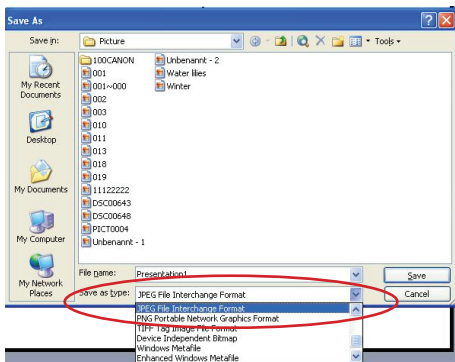 Save As
Save in: Picture Tools
My Recent Documents
Desktop
My Documents
My Computer
My Network Places
100CANON
001
001~000
002
003
010
011
013
018
019
11122222
DSC00643
DSC00648
PICT0004
Unbenannt - 1
Unbenannt - 2
Water lilies
Winter
File name: Presentation1 Save
Save as type: JPEG File Interchange Format Cancel
JPEG File Interchange Format
PNG Portable Network Graphics Format
TIFF Tag Image File Format
Device Independent Bitmap
Windows Metafile
Enhanced Windows Metafile